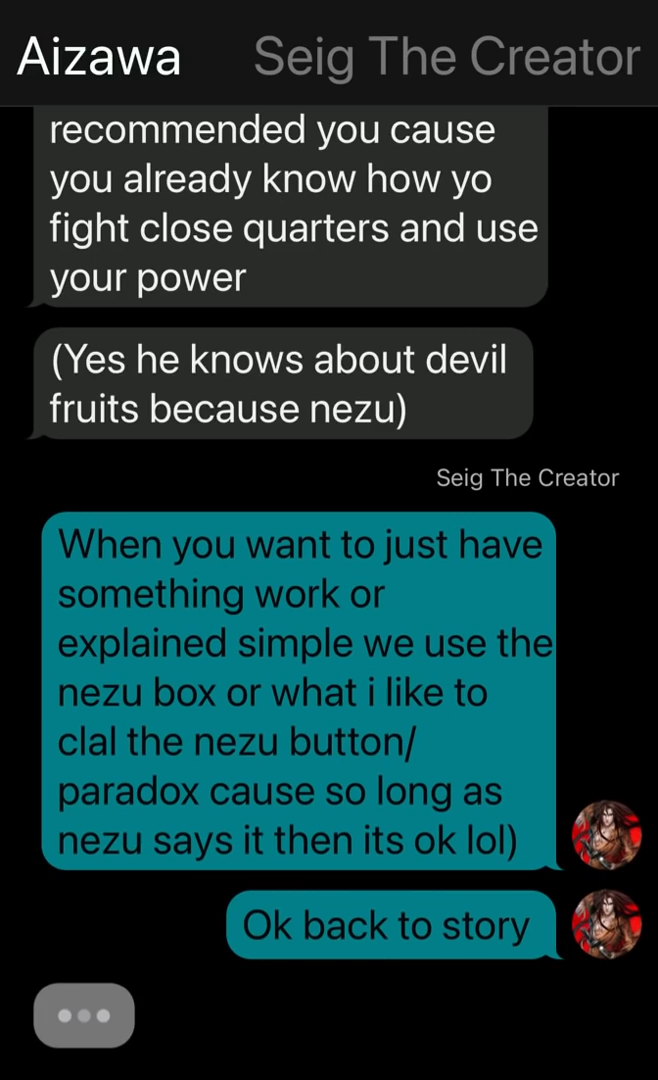 Aizawa Seig The Creator
recommended you cause
you already know how yo
fight close quarters and use
your power
(Yes he knows about devil
fruits because nezu)
Seig The Creator
When you want to just have
something work or
explained simple we use the
nezu box or what i like to
clal the nezu button/
paradox cause so long as
nezu says it then its ok lol)
Ok back to story